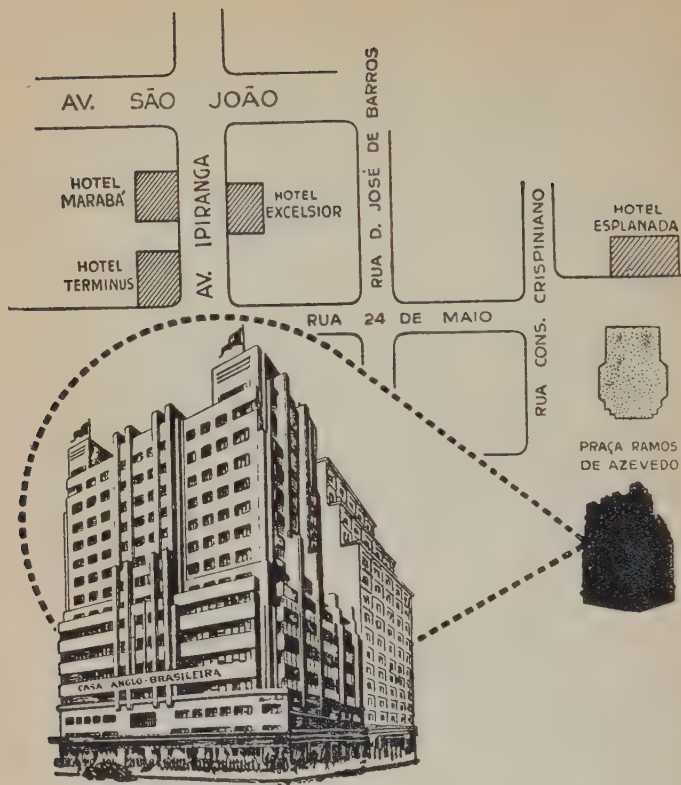 AV. SÃO JOÃO
HOTEL
MARABÁ
AV. IPIRANGA
HOTEL
EXCELSIOR
RUA D. JOSÉ DE BARROS
HOTEL
TERMINUS
RUA 24 DE MAIO
RUA CONS. CRISPINIANO
HOTEL
ESPLANADA
PRAÇA RAMOS
DE AZEVEDO
CASA ANGLO-BRASILEIRA